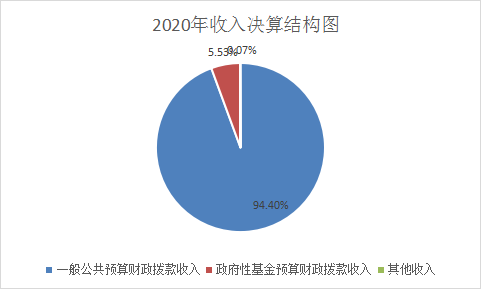 2020年收入决算结构图
5.53%
0.07%
94.40%
一般公共预算财政拨款收入
政府性基金预算财政拨款收入
其他收入